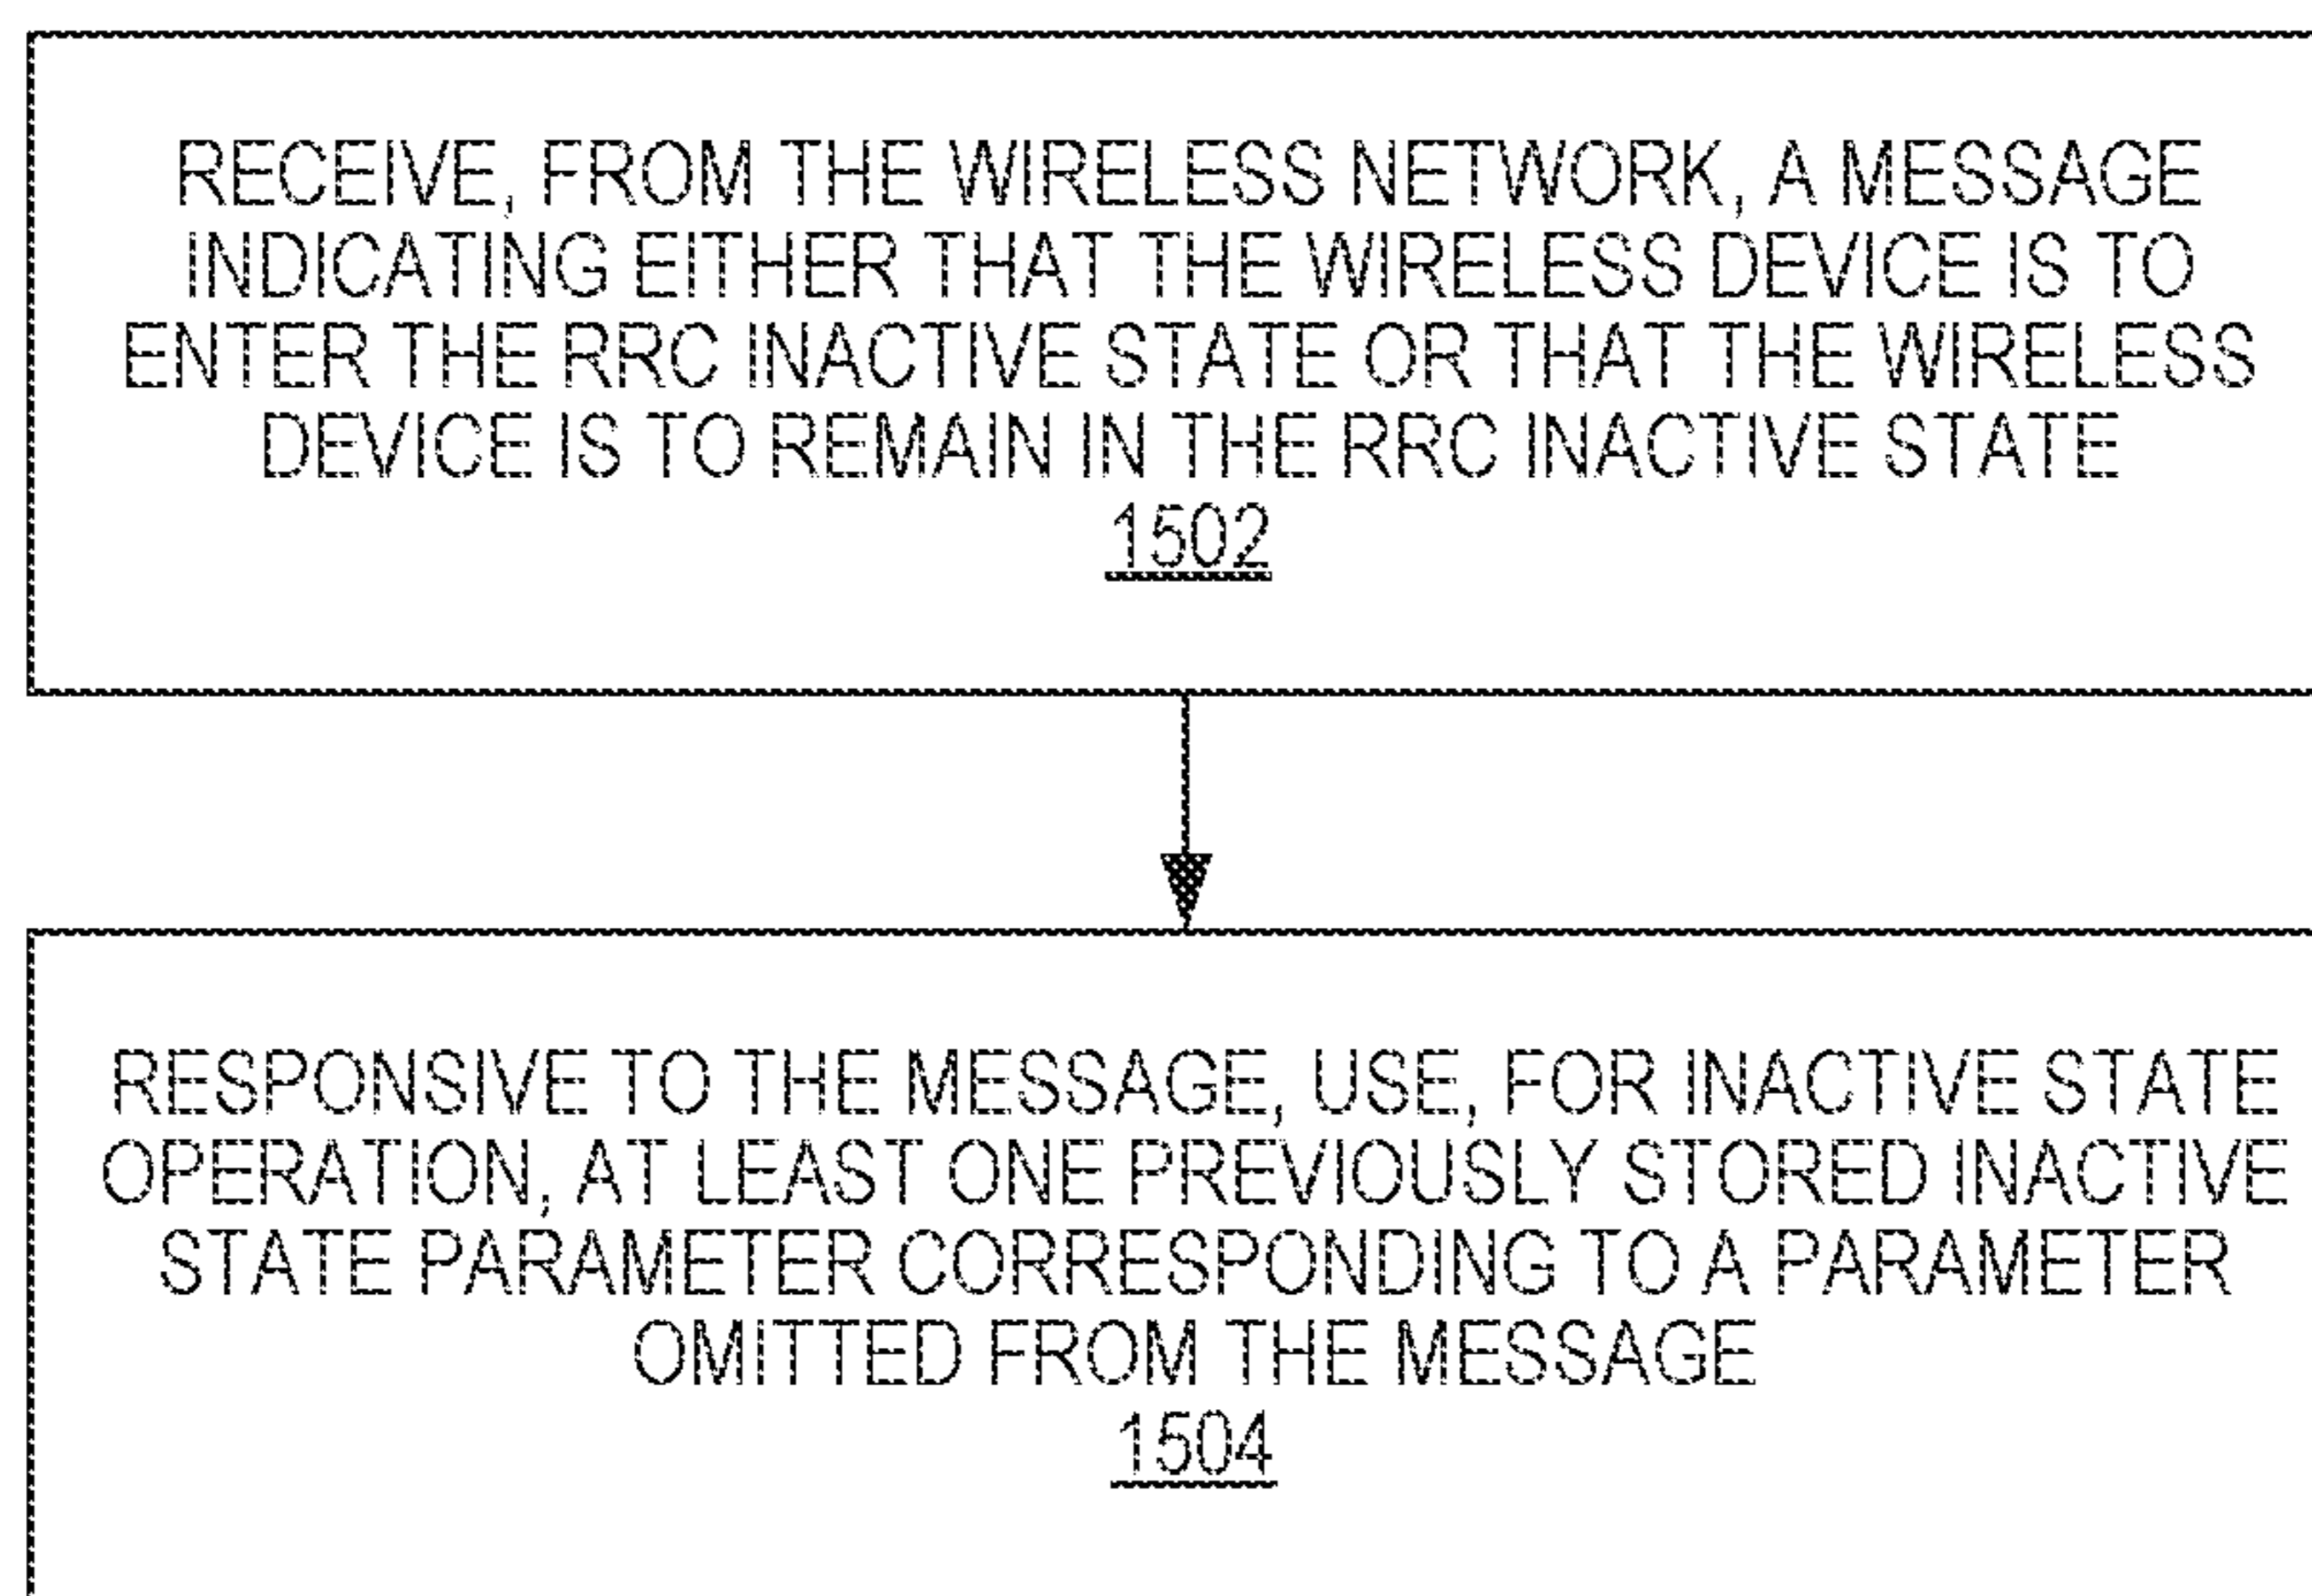 RECEIVE, FROM THE WIRELESS NETWORK, A MESSAGE
INDICATING EITHER THAT THE WIRELESS DEVICE IS TO
ENTER THE RRC INACTIVE STATE OR THAT THE WIRELESS
DEVICE IS TO REMAIN IN THE RRC INACTIVE STATE
1502
RESPONSIVE TO THE MESSAGE, USE, FOR INACTIVE STATE
OPERATION, AT LEAST ONE PREVIOUSLY STORED INACTIVE
STATE PARAMETER CORRESPONDING TO A PARAMETER
OMITTED FROM THE MESSAGE
1504